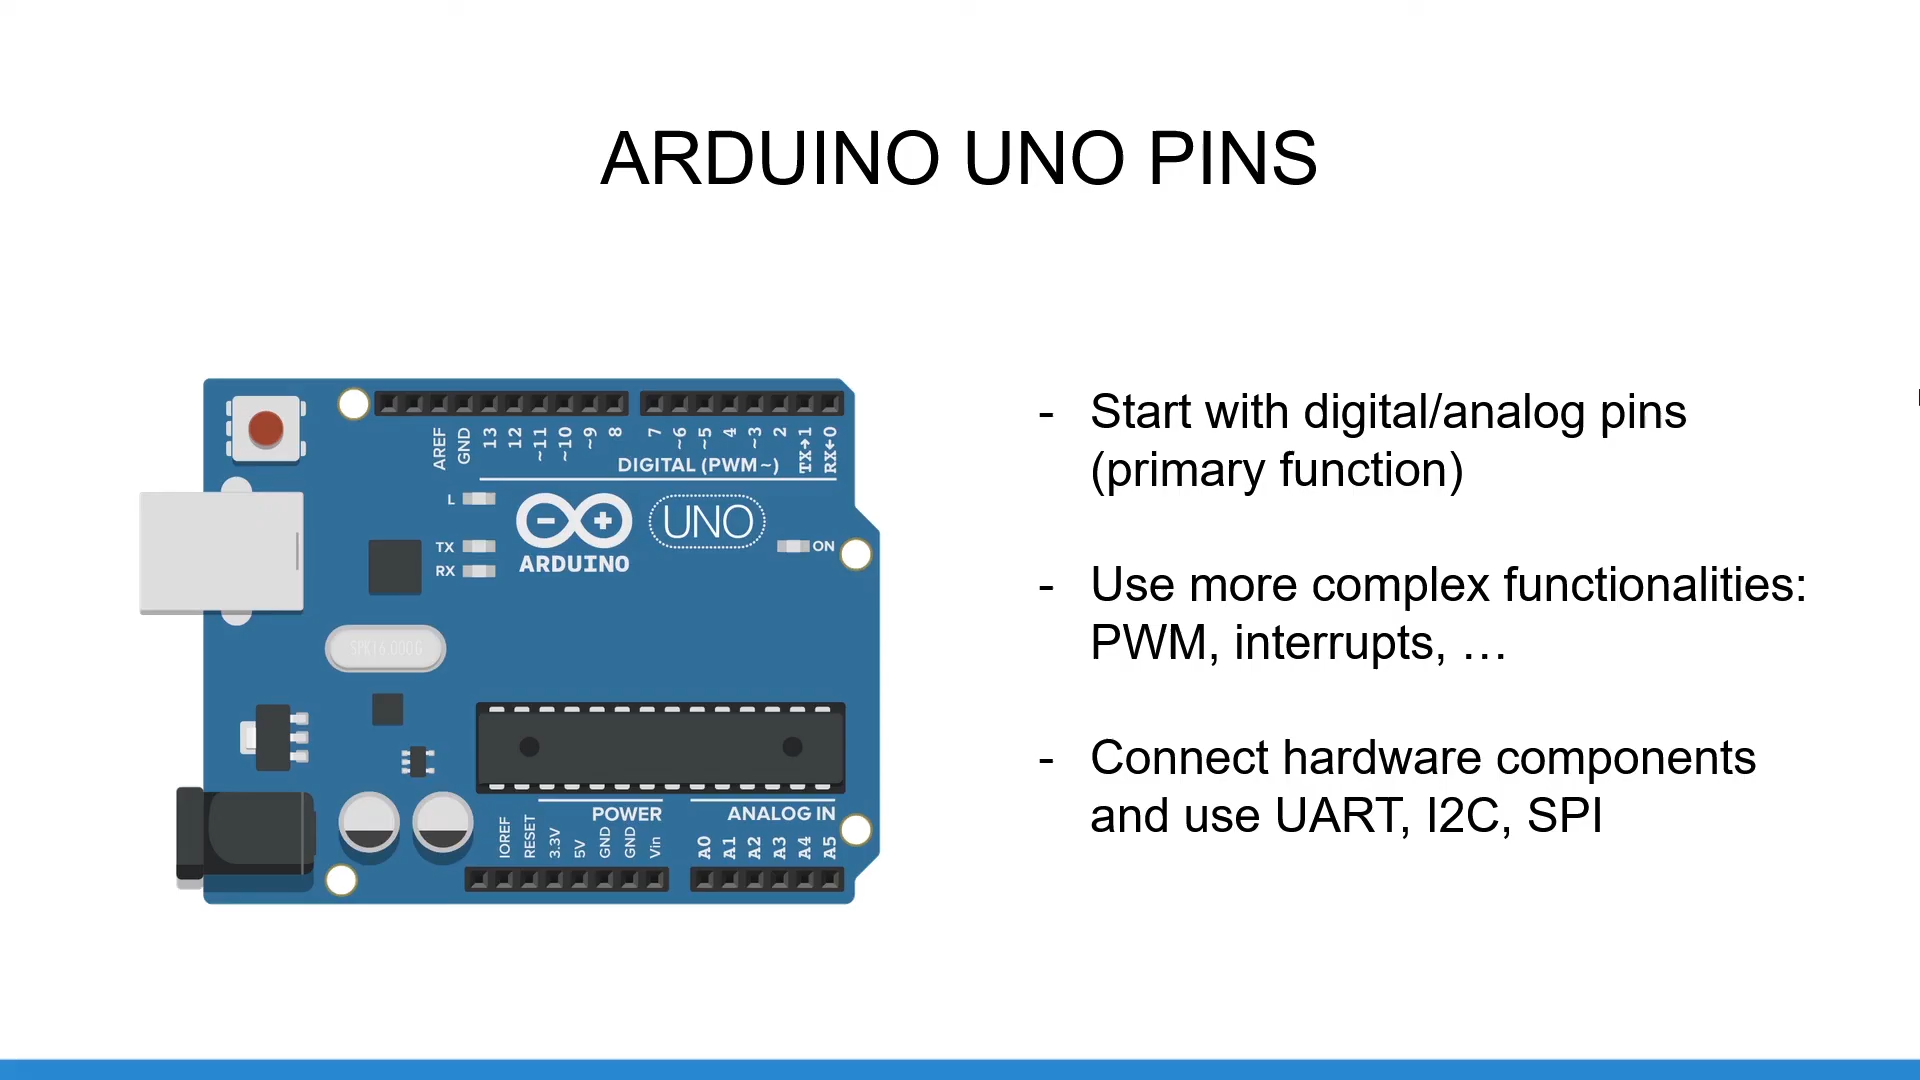 ARDUINO UNO PINS
AREF
GND
13
12
~11
~10
~9
8
7
~6
~5
4
~3
2
TX→1
RX←0
DIGITAL (PWM~)
L
TX
RX
ARDUINO
UNO
ON
SPK16.000G
POWER
ANALOG IN
IOREF
RESET
3.3V
5V
GND
GND
Vin
A0
A1
A2
A3
A4
A5
- Start with digital/analog pins
(primary function)
- Use more complex functionalities:
PWM, interrupts, …
- Connect hardware components
and use UART, I2C, SPI